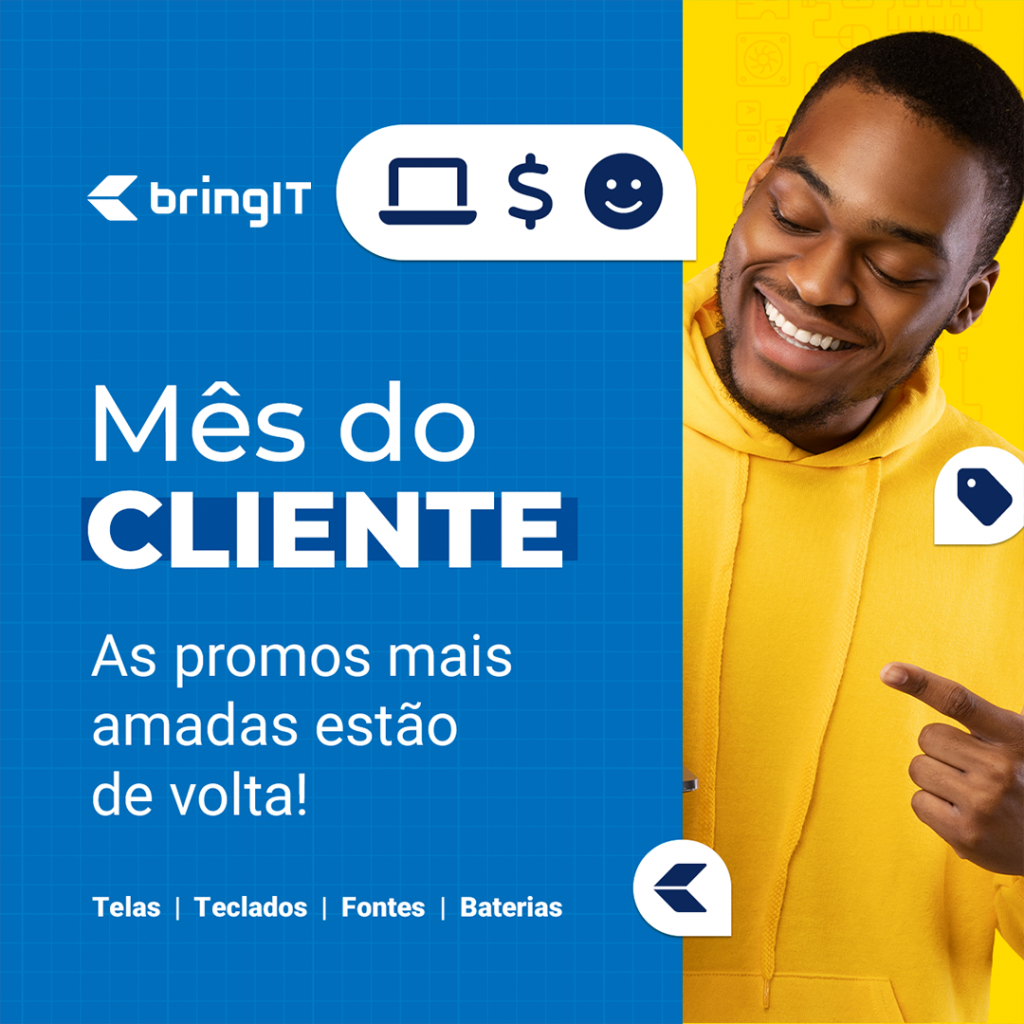 bringIT
Mês do
CLIENTE
As promos mais
amadas estão
de volta!
Telas | Teclados | Fontes | Baterias